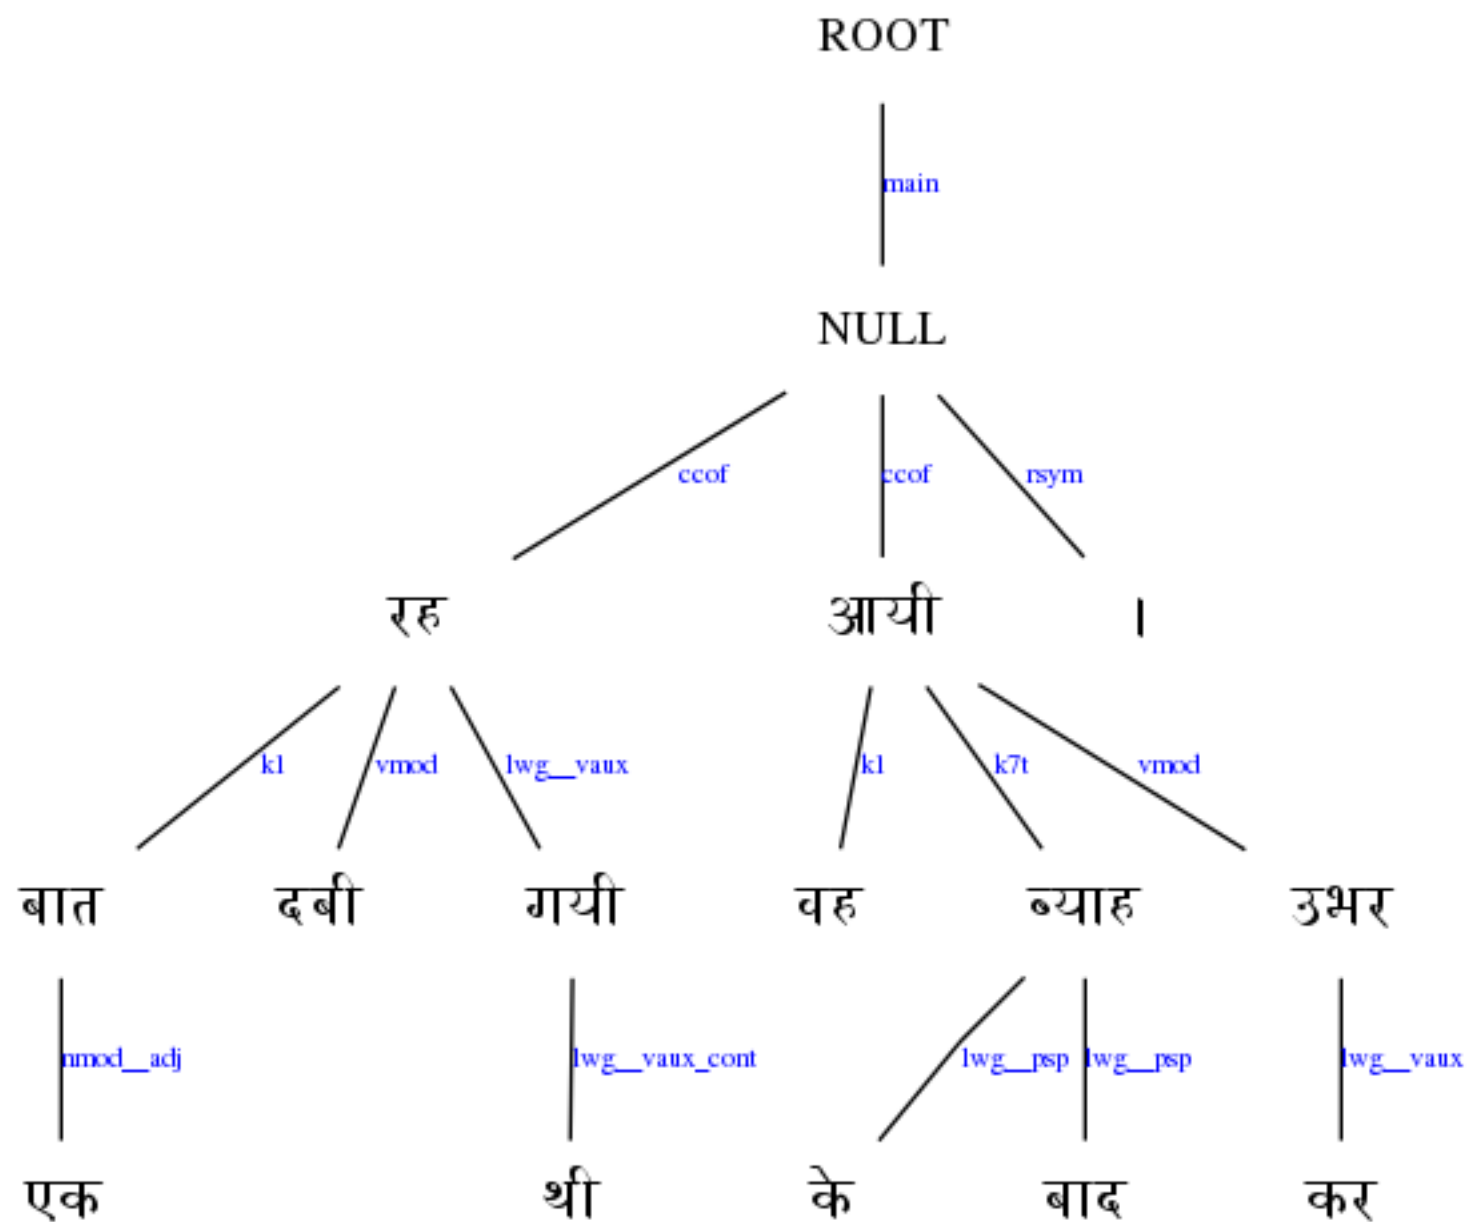 ROOT
main
NULL
ccof ccof rsym
रह आयी ।
k1 vmod lwg__vaux k1 k7t vmod
बात दबी गयी वह ब्याह उभर
nmod__adj lwg__vaux_cont lwg__psp lwg__psp lwg__vaux
एक थी के बाद कर